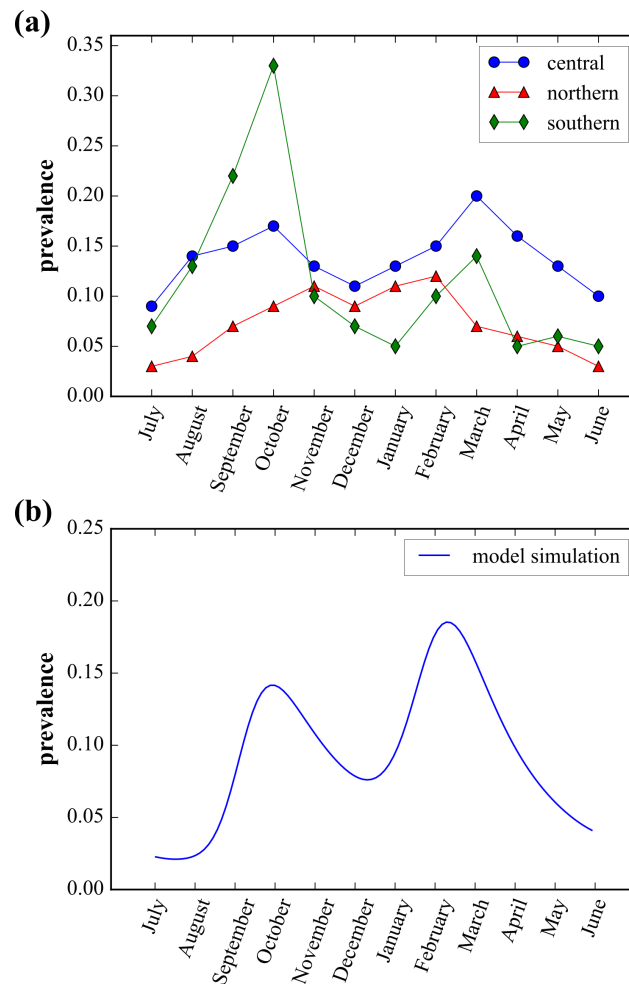 (a)
prevalence
0.35
0.30
0.25
0.20
0.15
0.10
0.05
0.00
central
northern
southern
July
August
September
October
November
December
January
February
March
April
May
June
(b)
prevalence
0.25
0.20
0.15
0.10
0.05
0.00
model simulation
July
August
September
October
November
December
January
February
March
April
May
June